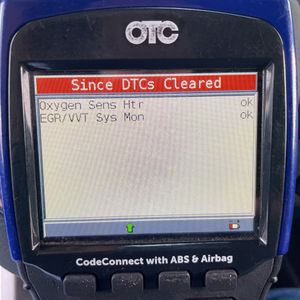 OTC
Since DTCs Cleared
Oxygen Sens Htr ok
EGR/VVT Sys Mon ok
CodeConnect with ABS & Airbag